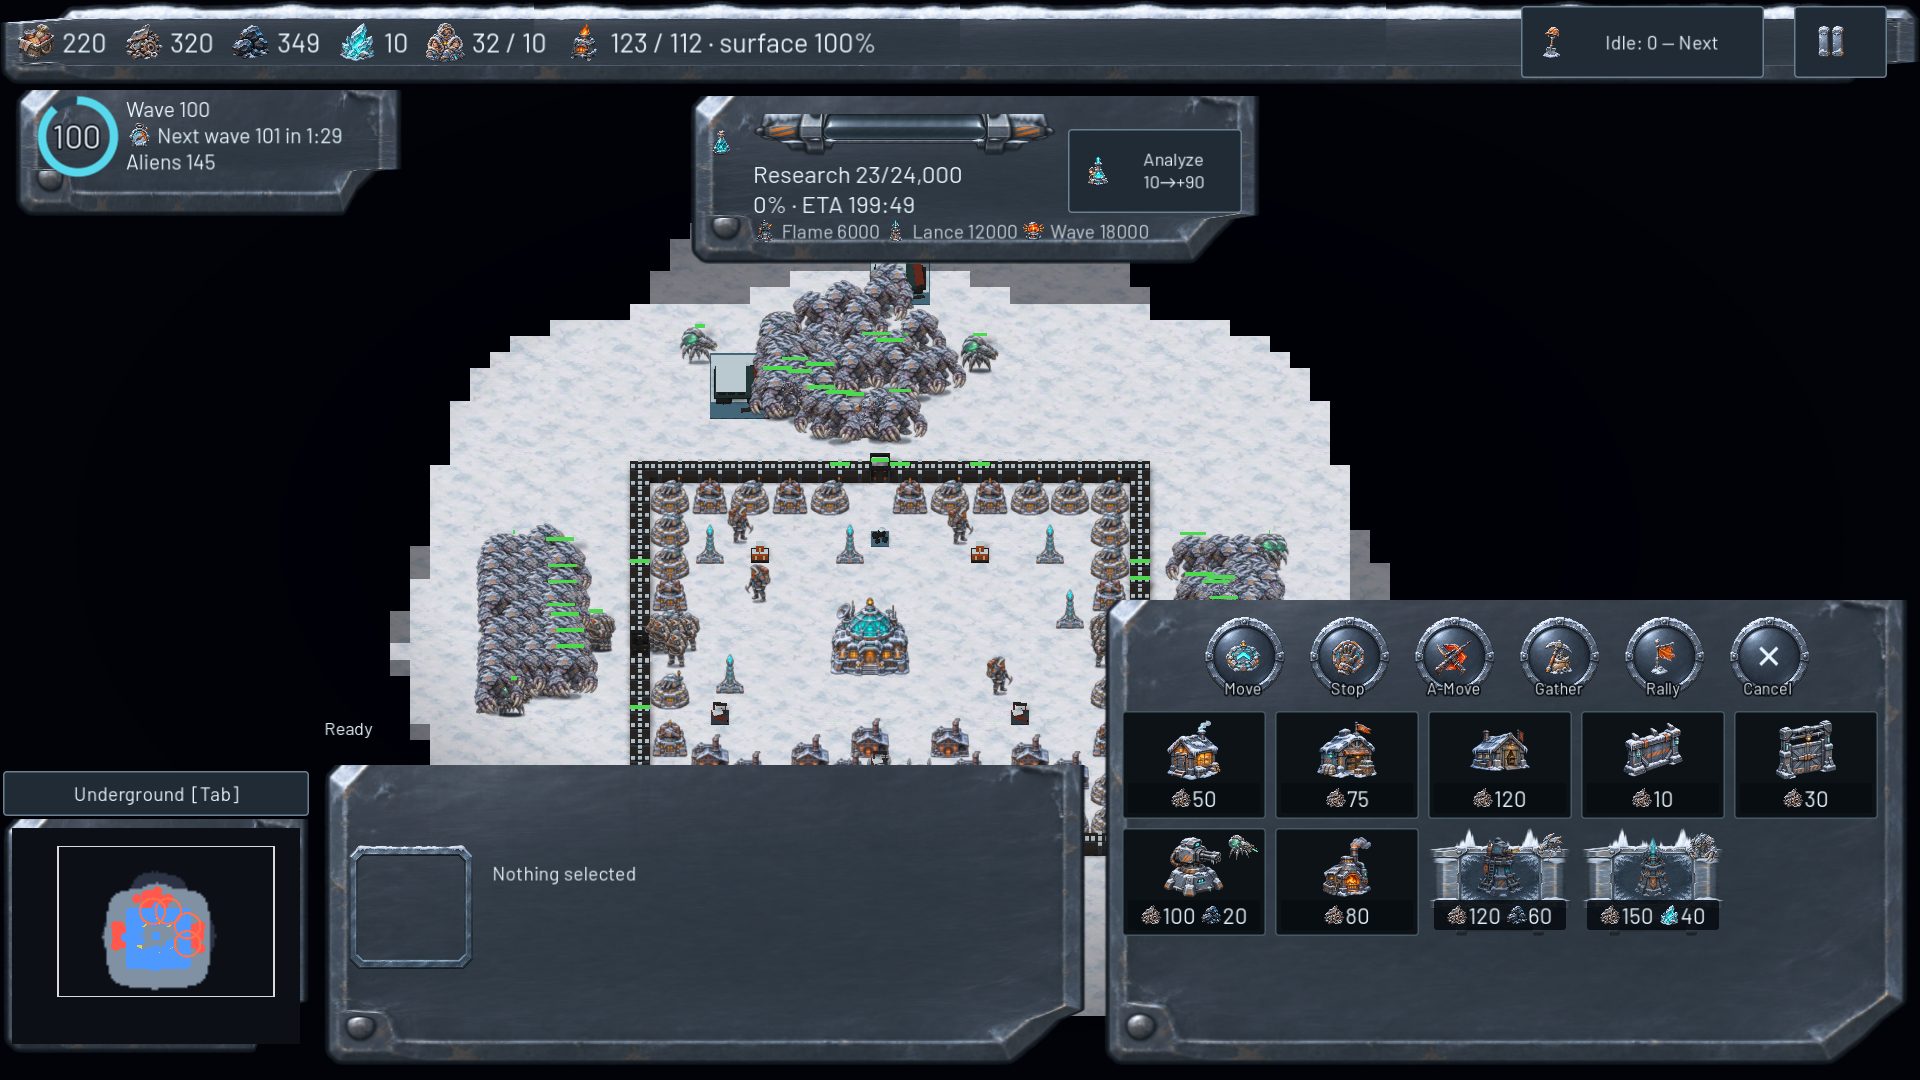 220
320
349
10
32 / 10
123 / 112 · surface 100%
Idle: 0 – Next
100
Wave 100
Next wave 101 in 1:29
Aliens 145
Research 23/24,000
0% · ETA 199:49
Flame 6000
Lance 12000
Wave 18000
Analyze
10→+90
Ready
Underground [Tab]
Nothing selected
Move
Stop
A-Move
Gather
Rally
Cancel
50
75
120
10
30
100 20
80
120 60
150 40